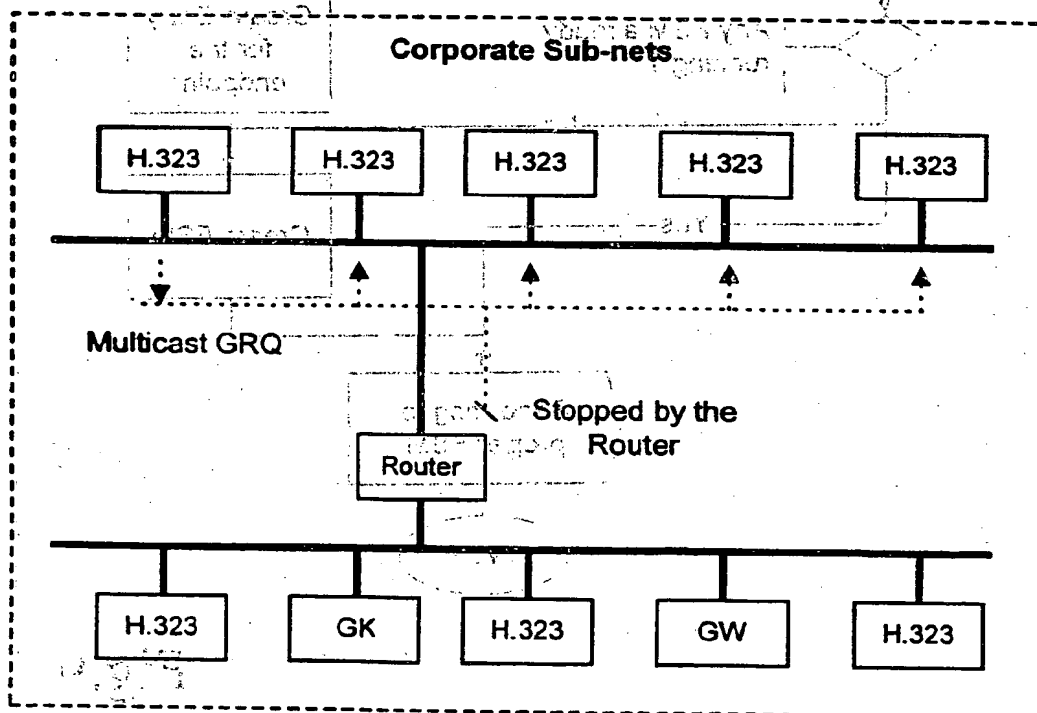 Corporate Sub-nets
H.323 H.323 H.323 H.323 H.323
Multicast GRQ
Stopped by the
Router
Router
H.323 GK H.323 GW H.323